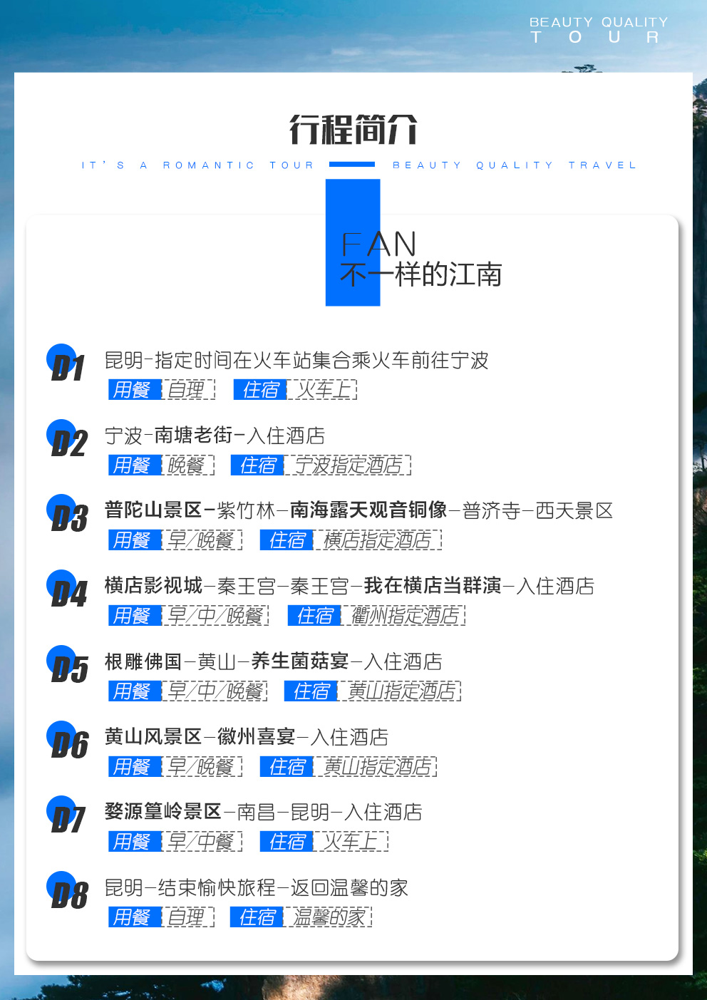 BEAUTY QUALITY
TOUR
行程简介
IT'S A ROMANTIC TOUR BEAUTY QUALITY TRAVEL
FAN
不一样的江南
D1 昆明-指定时间在火车站集合乘火车前往宁波
用餐 自理 住宿 火车上
D2 宁波-南塘老街-入住酒店
用餐 晚餐 住宿 宁波指定酒店
D3 普陀山景区-紫竹林-南海露天观音铜像-普济寺-西天景区
用餐 早/晚餐 住宿 横店指定酒店
D4 横店影视城-秦王宫-秦王宫-我在横店当群演-入住酒店
用餐 早/中/晚餐 住宿 衢州指定酒店
D5 根雕佛国-黄山-养生菌菇宴-入住酒店
用餐 早/中/晚餐 住宿 黄山指定酒店
D6 黄山风景区-徽州喜宴-入住酒店
用餐 早/晚餐 住宿 黄山指定酒店
D7 婺源篁岭景区-南昌-昆明-入住酒店
用餐 早/中餐 住宿 火车上
D8 昆明-结束愉快旅程-返回温馨的家
用餐 自理 住宿 温馨的家